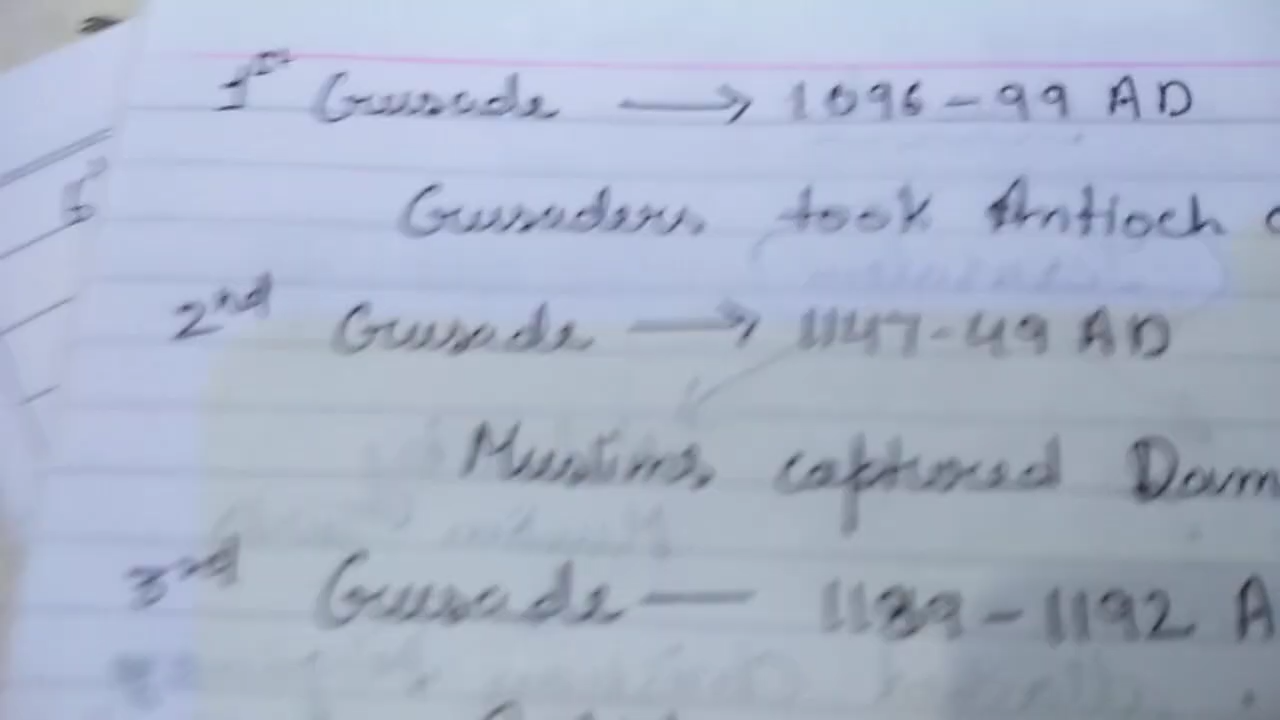 1st Crusade → 1096-99 AD
Crusaders took Antioch
2nd Crusade → 1147-49 AD
Muslims captured Dam
3rd Crusade — 1189-1192 A